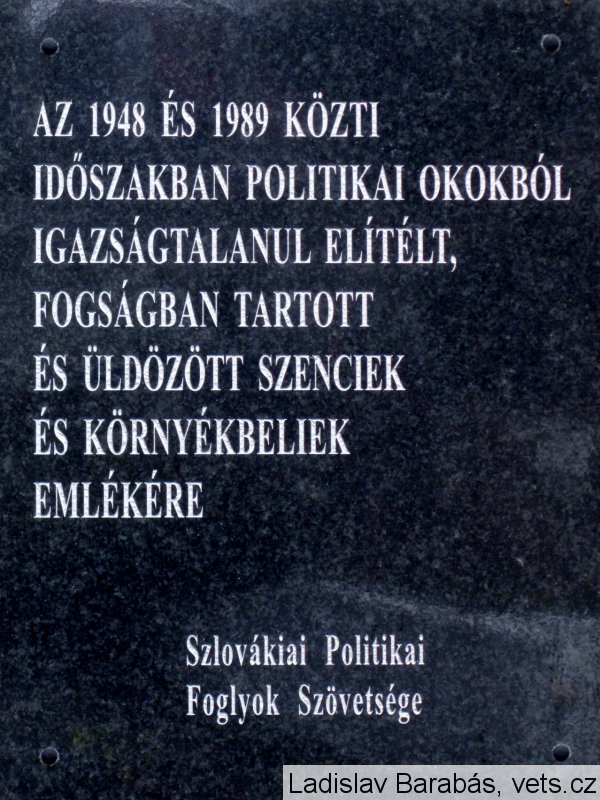 AZ 1948 ÉS 1989 KÖZTI
IDŐSZAKBAN POLITIKAI OKOKBÓL
IGAZSÁGTALANUL ELÍTÉLT,
FOGSÁGBAN TARTOTT
ÉS ÜLDÖZÖTT SZENCIEK
ÉS KÖRNYÉKBELIEK
EMLÉKÉRE
Szlovákiai Politikai
Foglyok Szövetsége
Ladislav Barabás, vets.cz